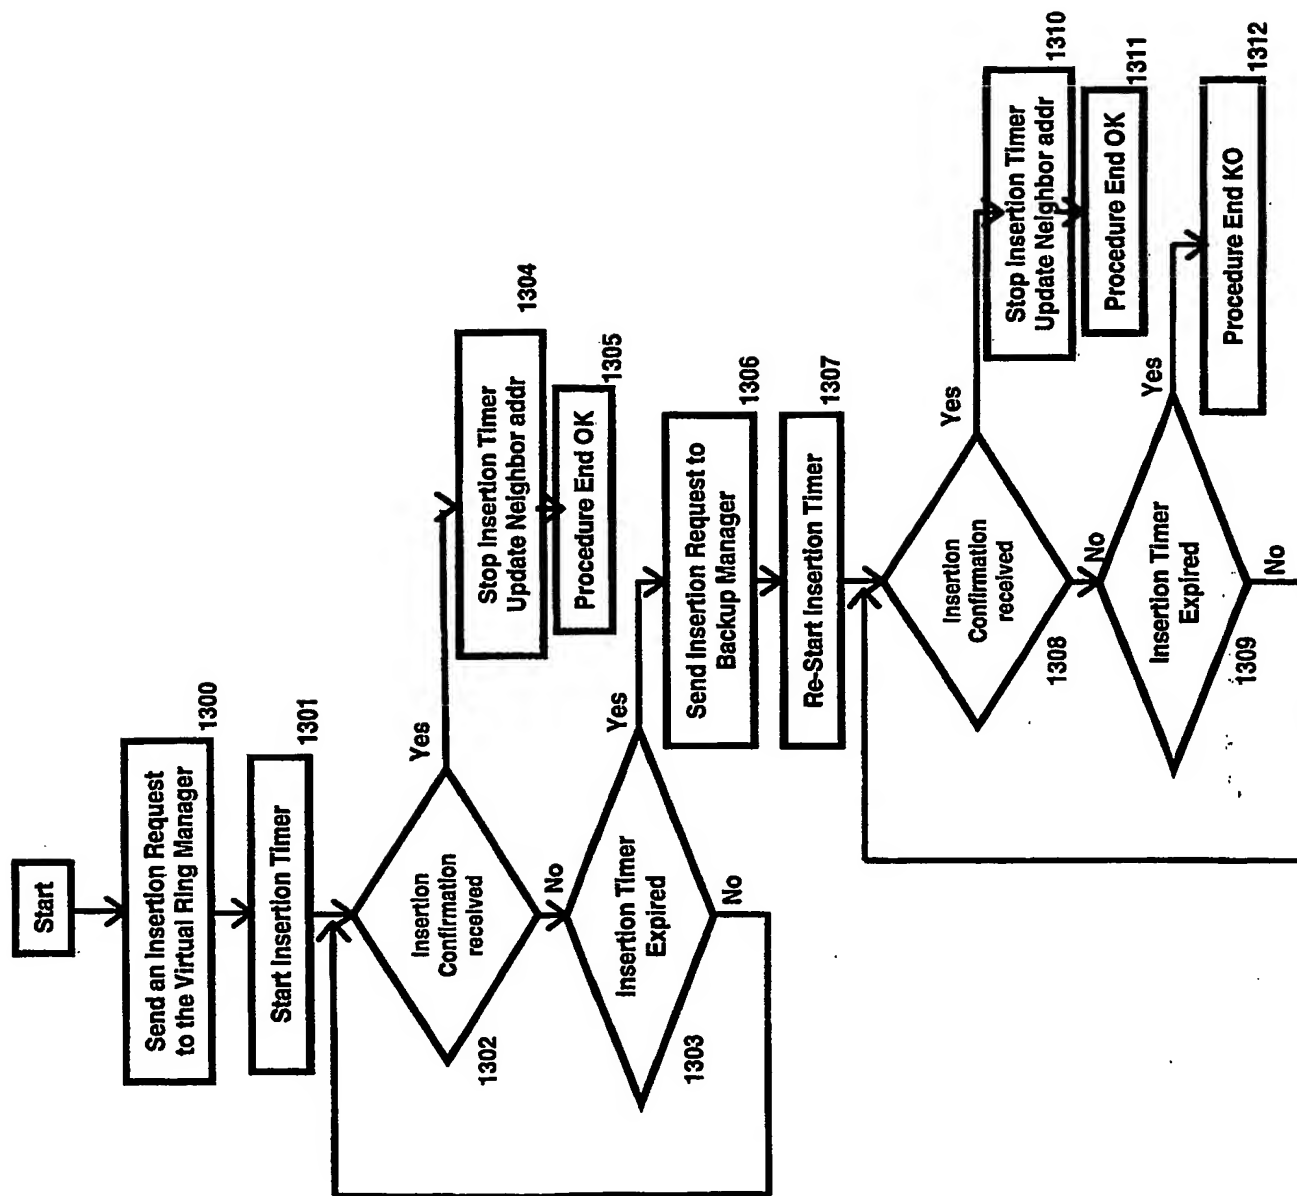 Start
Send an Insertion Request
to the Virtual Ring Manager
1300
Start Insertion Timer
1301
Insertion
Confirmation
received
1302
Yes
No
Stop Insertion Timer
Update Neighbor addr
1304
Procedure End OK
1305
Insertion Timer
Expired
1303
Yes
No
Send Insertion Request to
Backup Manager
1306
Re-Start Insertion Timer
1307
Insertion
Confirmation
received
1308
Yes
No
Stop Insertion Timer
Update Neighbor addr
1310
Procedure End OK
1311
Insertion Timer
Expired
1309
Yes
No
Procedure End KO
1312